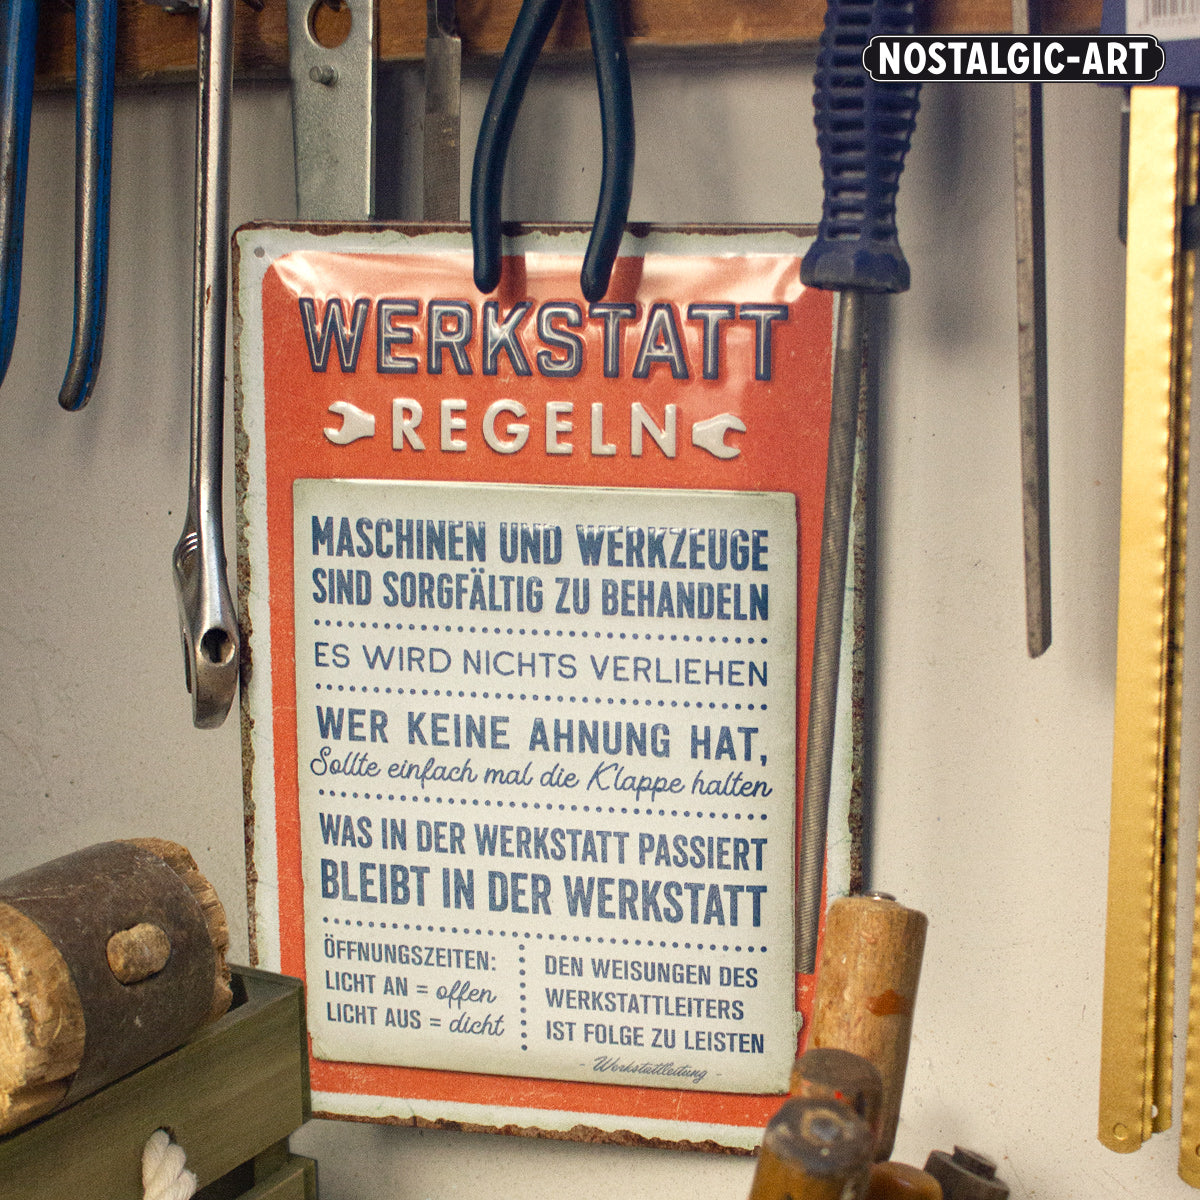 NOSTALGIC-ART
WERKSTATT
REGELN
MASCHINEN UND WERKZEUGE
SIND SORGFÄLTIG ZU BEHANDELN
ES WIRD NICHTS VERLIEHEN
WER KEINE AHNUNG HAT,
Sollte einfach mal die Klappe halten
WAS IN DER WERKSTATT PASSIERT
BLEIBT IN DER WERKSTATT
ÖFFNUNGSZEITEN:
LICHT AN = offen
LICHT AUS = dicht
DEN WEISUNGEN DES
WERKSTATTLEITERS
IST FOLGE ZU LEISTEN
- Werkstattleitung -